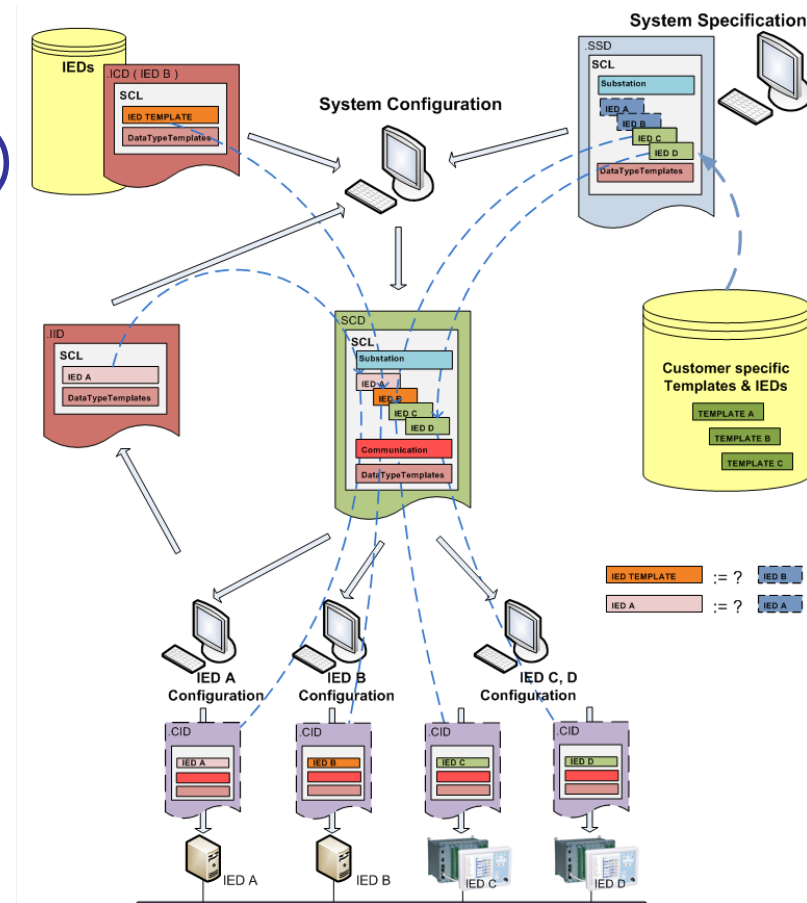 System Specification
IEDs
.ICD ( IED B )
SCL
IED TEMPLATE
DataTypeTemplates
System Configuration
.SSD
SCL
Substation
IED A
IED B
IED C
IED D
DataTypeTemplates
.IID
SCL
IED A
DataTypeTemplates
SCD
SCL
Substation
IED A
IED B
IED C
IED D
Communication
DataTypeTemplates
Customer specific
Templates & IEDs
TEMPLATE A
TEMPLATE B
TEMPLATE C
IED TEMPLATE := ? IED B
IED A := ? IED A
IED A
Configuration
IED B
Configuration
IED C, D
Configuration
.CID
IED A
.CID
IED B
.CID
IED C
.CID
IED D
IED A
IED B
IED C
IED D